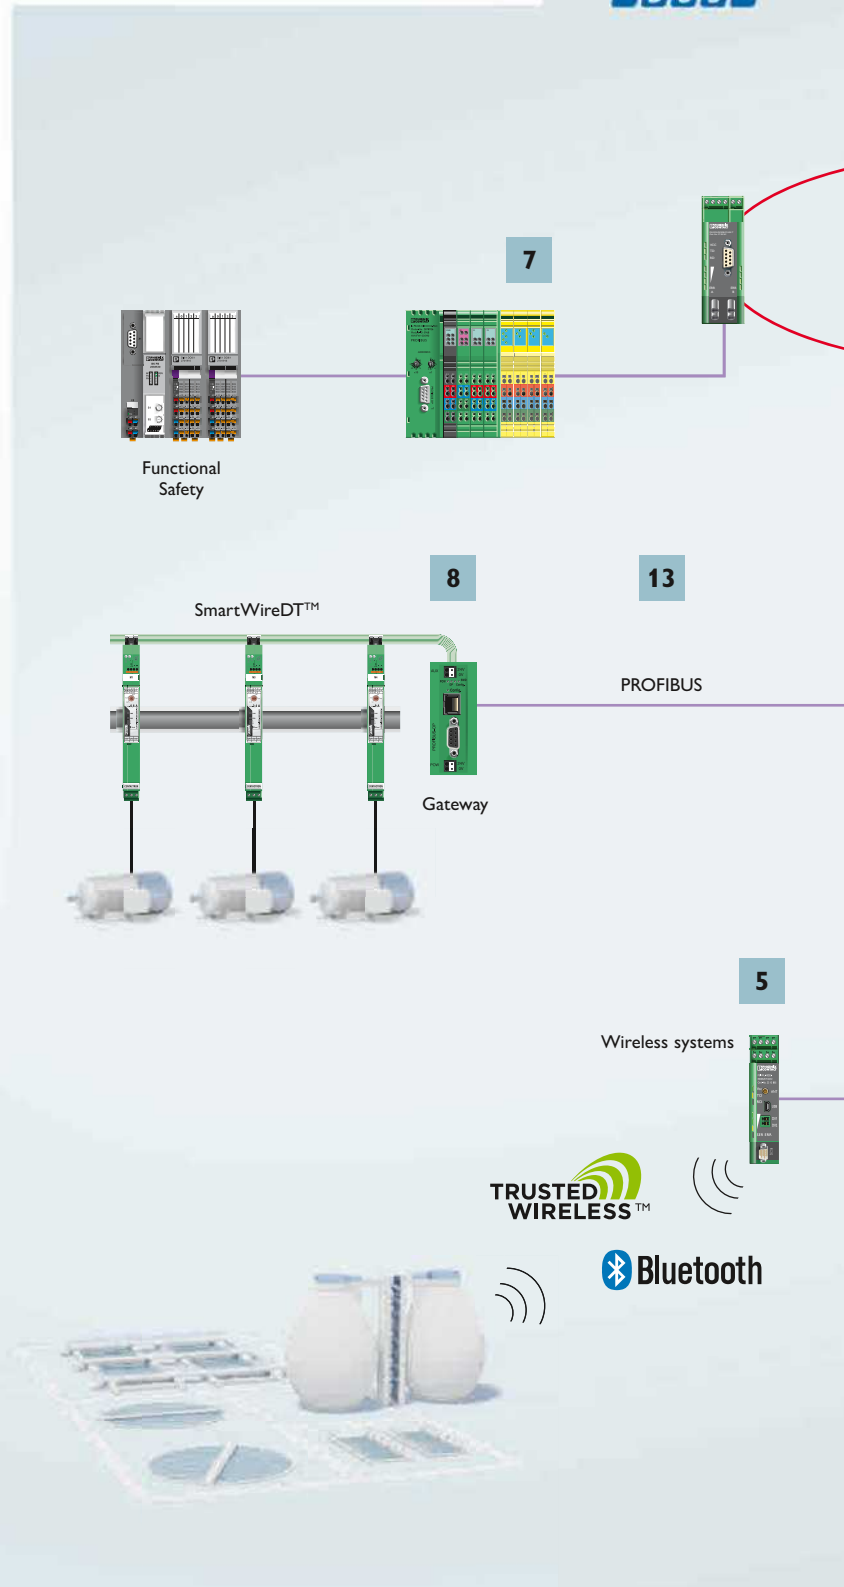 7
Functional
Safety
8
13
SmartWireDT™
PROFIBUS
Gateway
5
Wireless systems
TRUSTED
WIRELESS™
Bluetooth